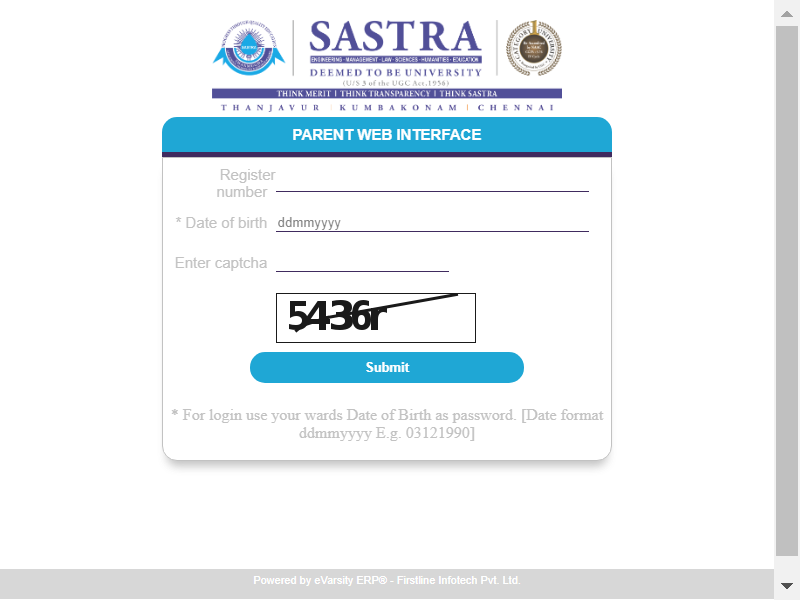 SASTRA
ENGINEERING · MANAGEMENT · LAW · SCIENCES · HUMANITIES · EDUCATION
DEEMED TO BE UNIVERSITY
(U/S 3 of the UGC Act, 1956)
THINK MERIT | THINK TRANSPARENCY | THINK SASTRA
THANJAVUR | KUMBAKONAM | CHENNAI
PARENT WEB INTERFACE
Register
number
* Date of birth ddmmyyyy
Enter captcha
5436r
Submit
* For login use your wards Date of Birth as password. [Date format
ddmmyyyy E.g. 03121990]
Powered by eVarsity ERP® - Firstline Infotech Pvt. Ltd.